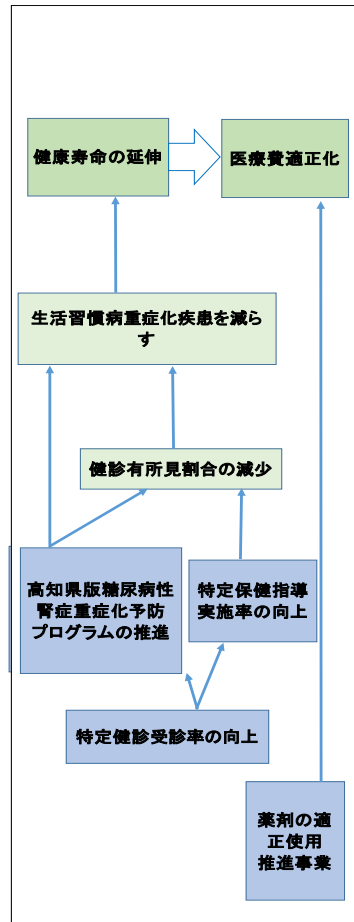 健康寿命の延伸
医療費適正化
生活習慣病重症化疾患を減ら
す
健診有所見割合の減少
高知県版糖尿病性
腎症重症化予防
プログラムの推進
特定保健指導
実施率の向上
特定健診受診率の向上
薬剤の適
正使用
推進事業